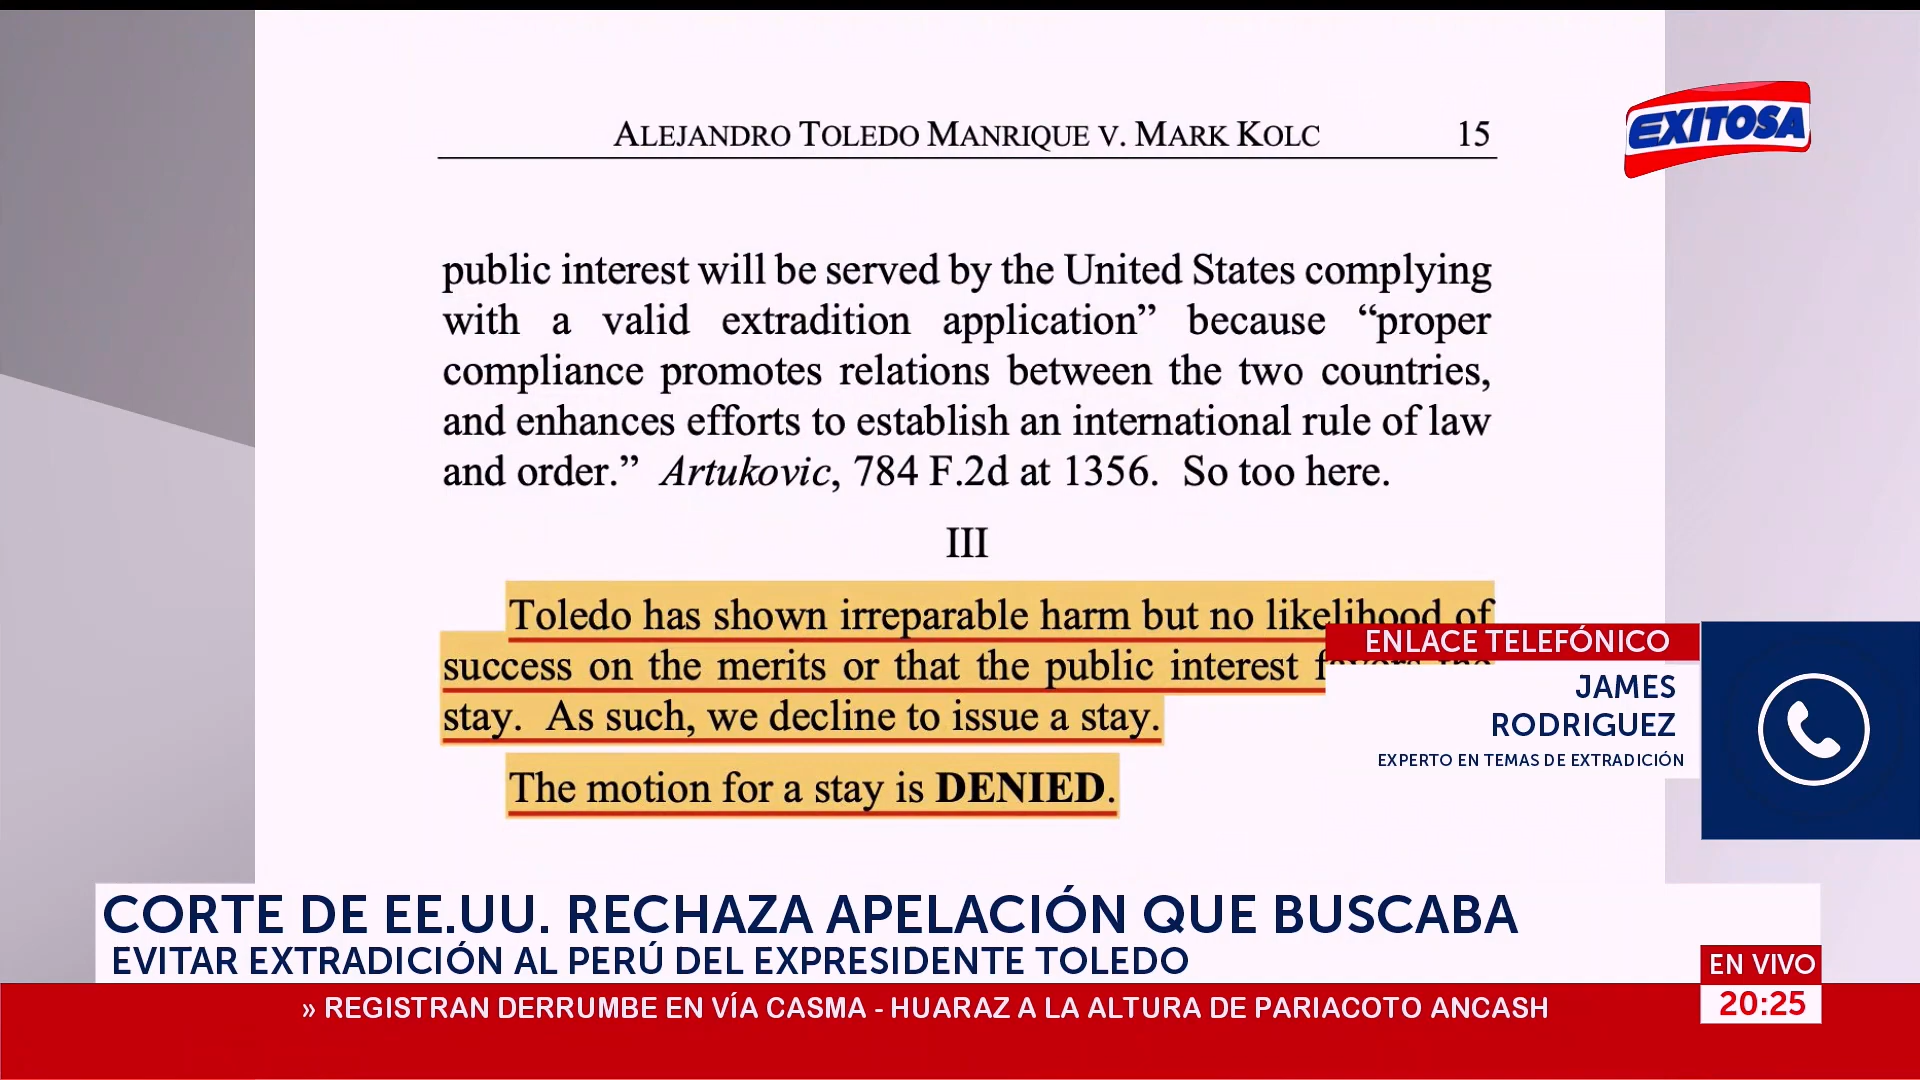 ALEJANDRO TOLEDO MANRIQUE V. MARK KOLC 15
EXITOSA
public interest will be served by the United States complying
with a valid extradition application” because “proper
compliance promotes relations between the two countries,
and enhances efforts to establish an international rule of law
and order.” Artukovic, 784 F.2d at 1356. So too here.
III
Toledo has shown irreparable harm but no likelihood of
success on the merits or that the public interest favors the
stay. As such, we decline to issue a stay.
The motion for a stay is DENIED.
ENLACE TELEFÓNICO
JAMES
RODRIGUEZ
EXPERTO EN TEMAS DE EXTRADICIÓN
CORTE DE EE.UU. RECHAZA APELACIÓN QUE BUSCABA
EVITAR EXTRADICIÓN AL PERÚ DEL EXPRESIDENTE TOLEDO
EN VIVO
20:25
» REGISTRAN DERRUMBE EN VÍA CASMA - HUARAZ A LA ALTURA DE PARIACOTO ANCASH